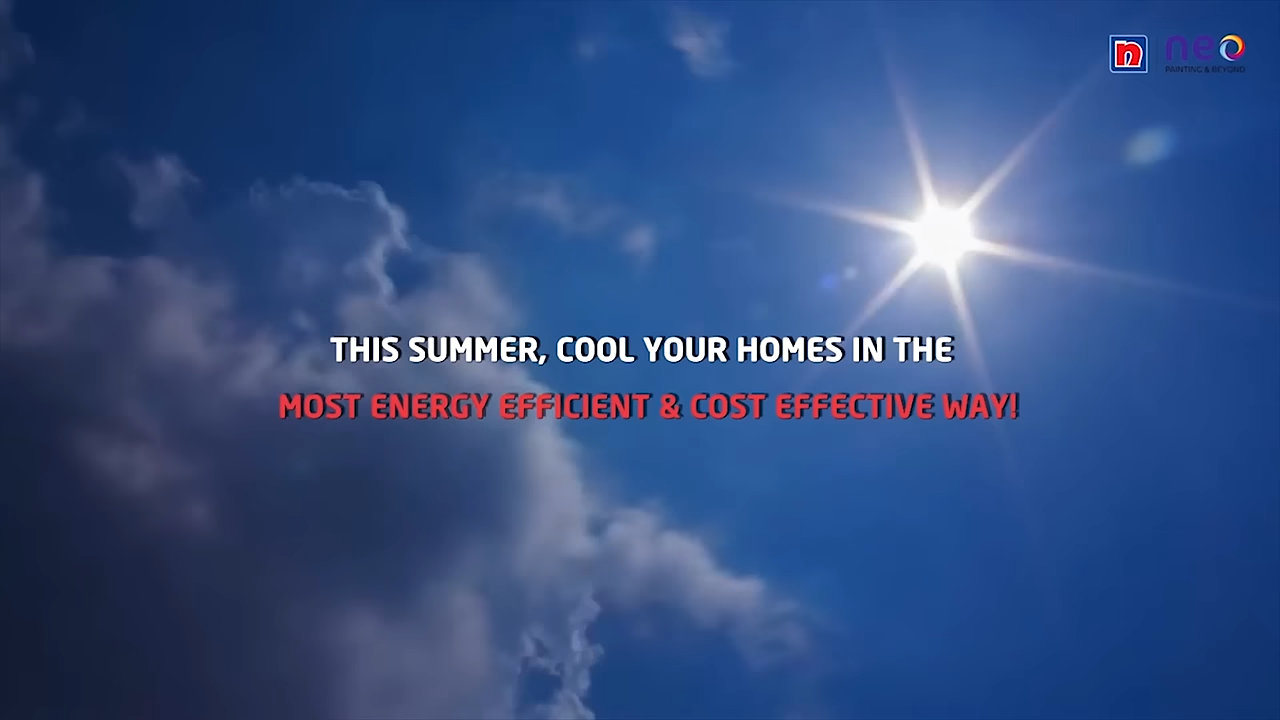 n neo
PAINTING & BEYOND
THIS SUMMER, COOL YOUR HOMES IN THE
MOST ENERGY EFFICIENT & COST EFFECTIVE WAY!